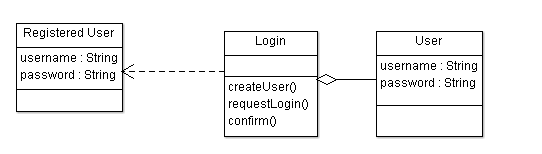 Registered User
username : String
password : String
Login
createUser()
requestLogin()
confirm()
User
username : String
password : String